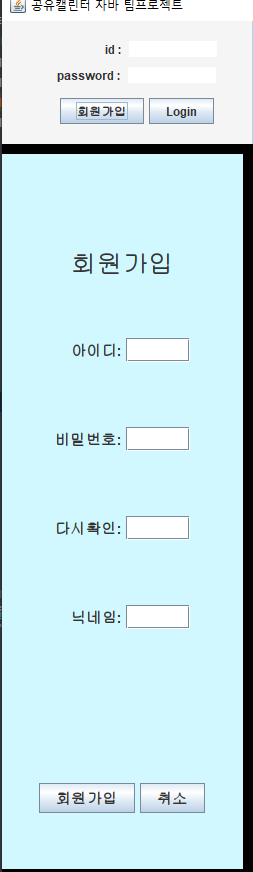 공유캘린터 자바 팀프로젝트
id :
password :
회원가입 Login
회원가입
아이디:
비밀번호:
다시확인:
닉네임:
회원가입 취소